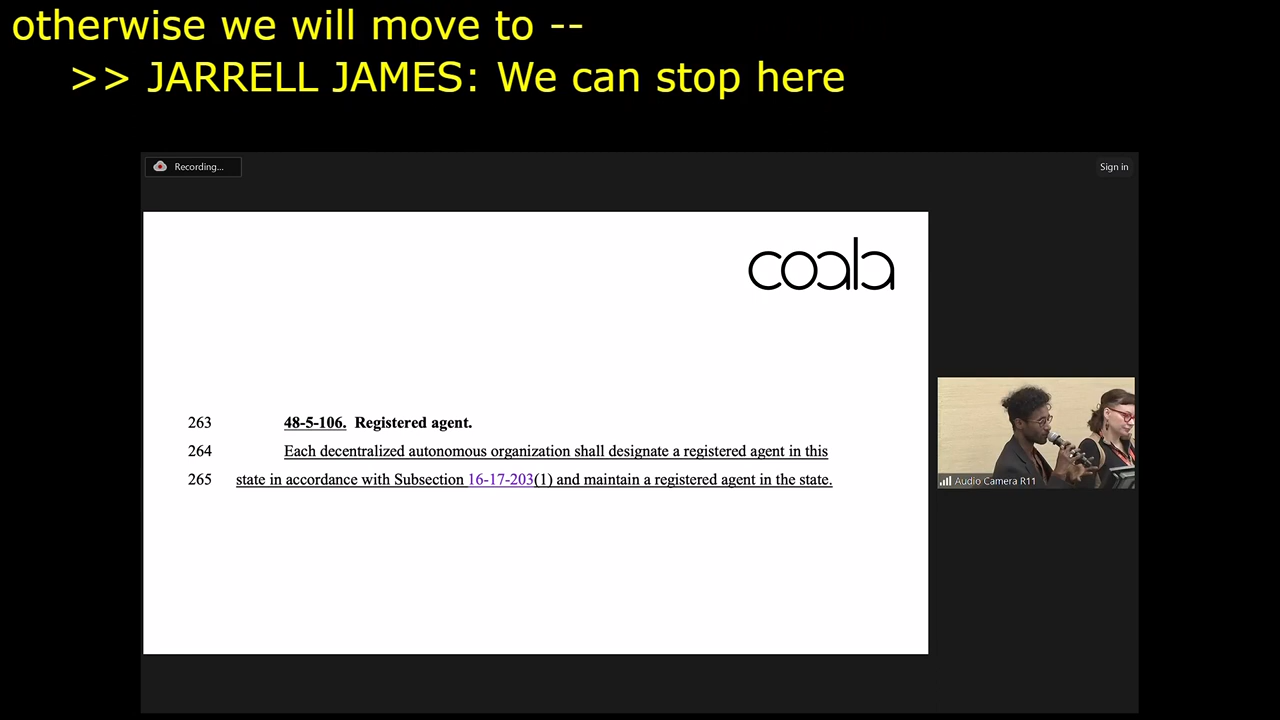 otherwise we will move to --
>> JARRELL JAMES: We can stop here
Recording...
Sign in
coala
263 48-5-106. Registered agent.
264 Each decentralized autonomous organization shall designate a registered agent in this
265 state in accordance with Subsection 16-17-203(1) and maintain a registered agent in the state.
Audio Camera R11